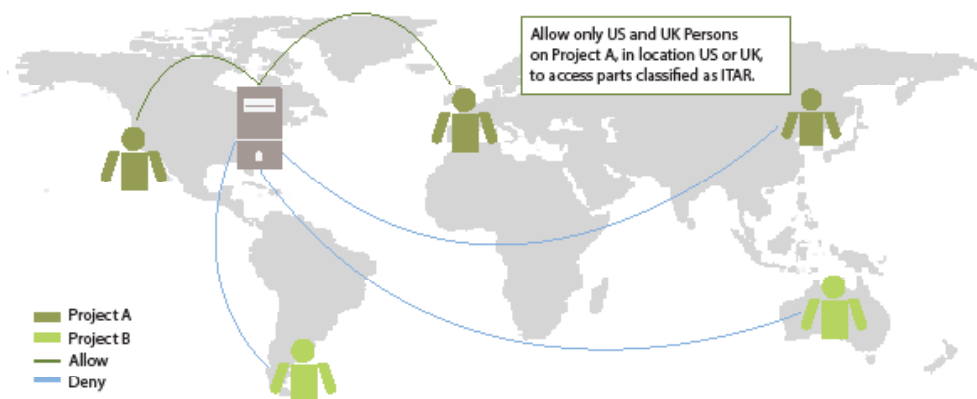 Allow only US and UK Persons
on Project A, in location US or UK,
to access parts classified as ITAR.
Project A
Project B
Allow
Deny